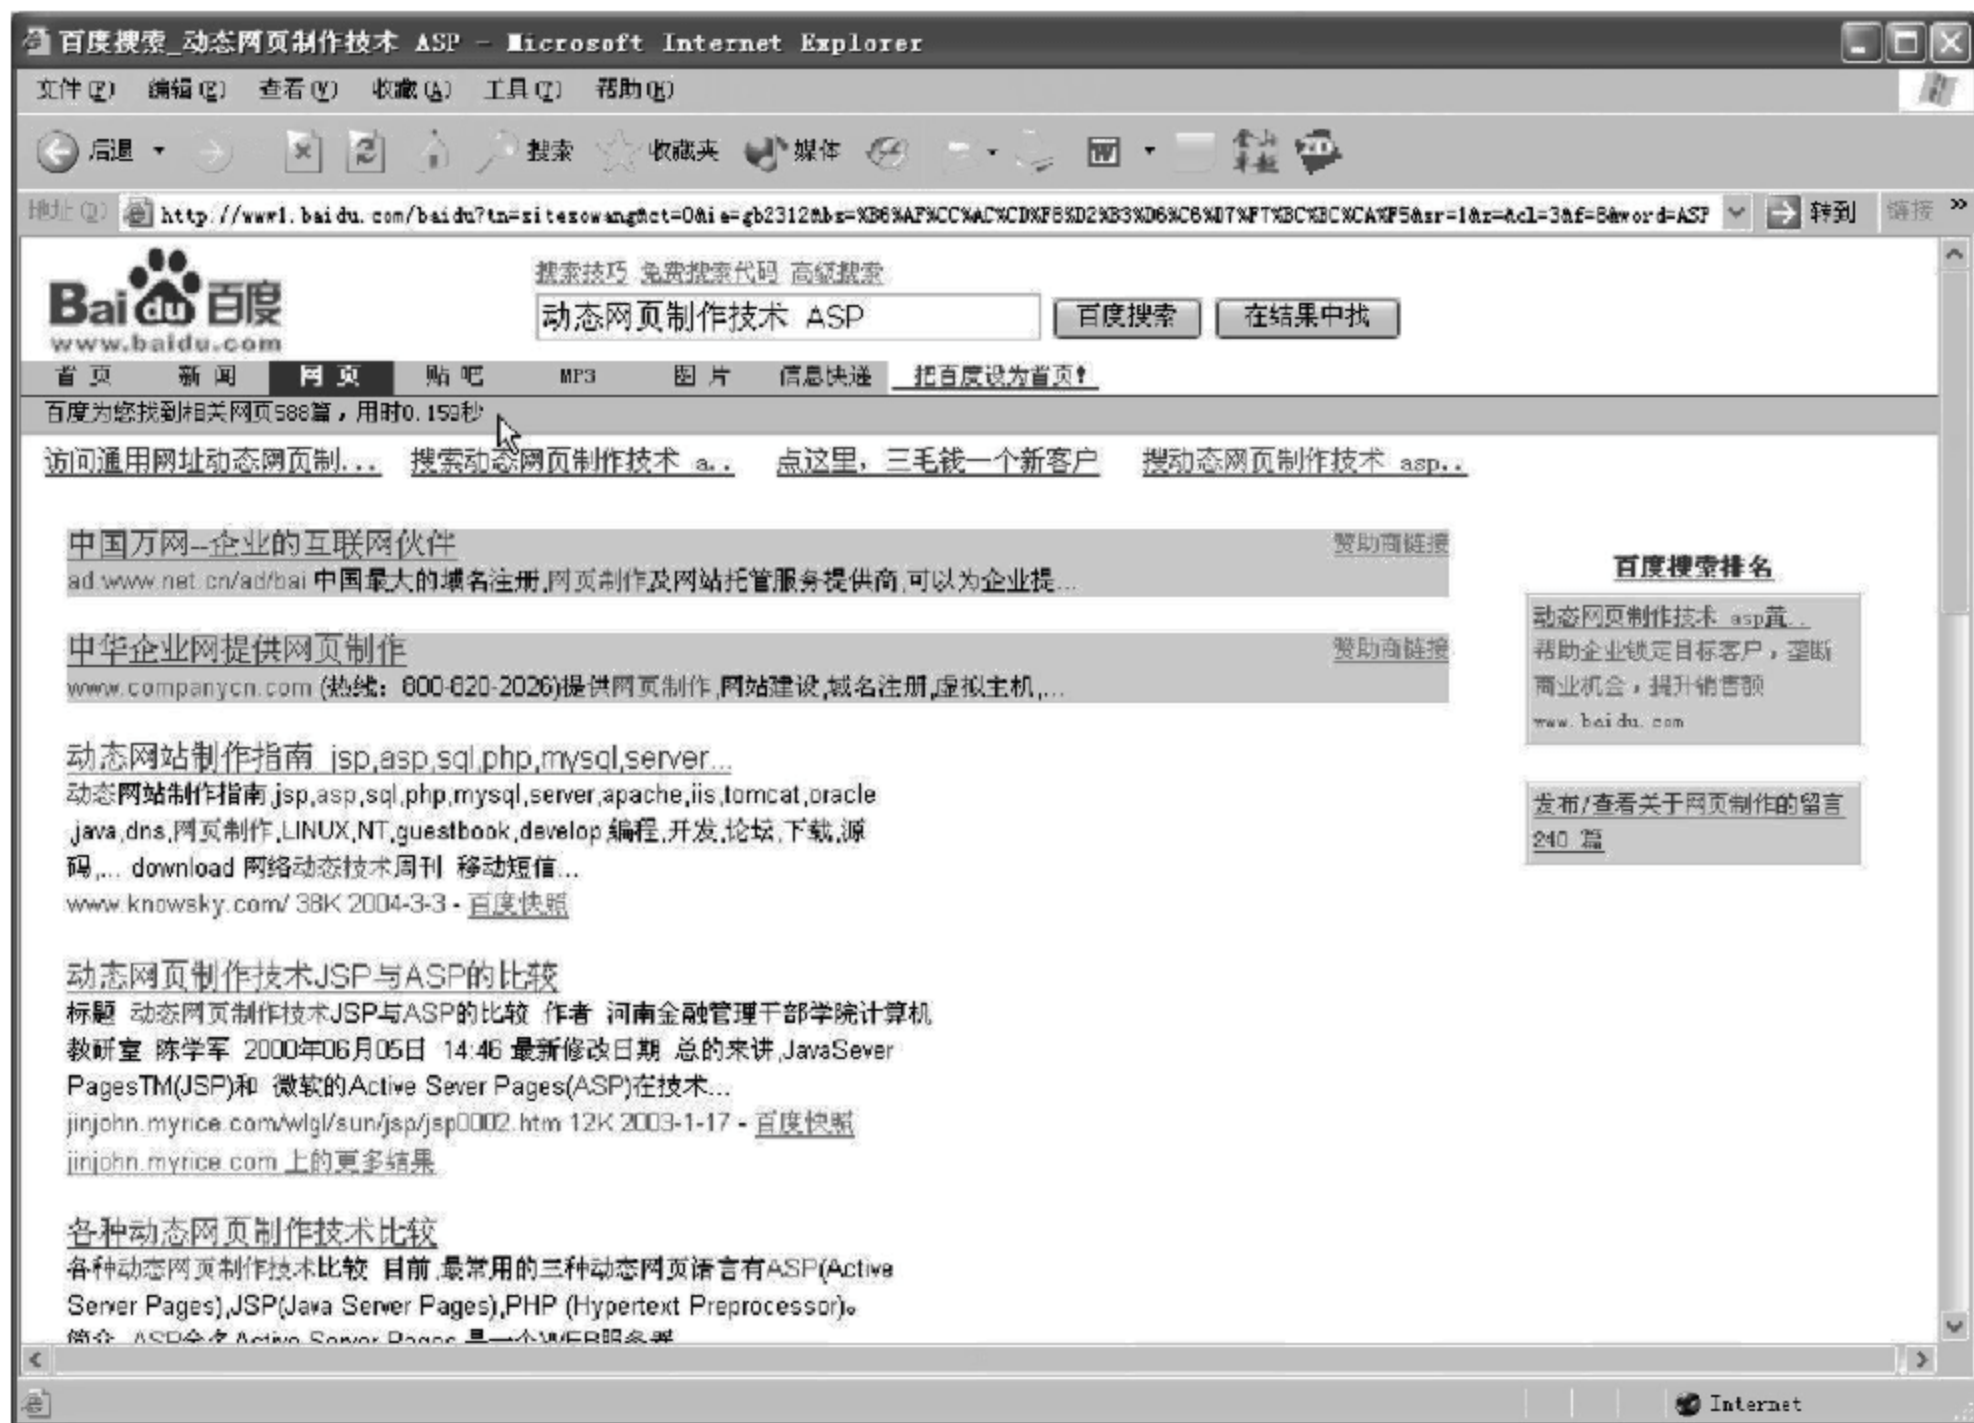 百度搜索_动态网页制作技术 ASP - Microsoft Internet Explorer
文件(F) 编辑(E) 查看(V) 收藏(A) 工具(T) 帮助(H)
后退 搜索 收藏夹 媒体
地址(D) http://www1.baidu.com/baidu?tn=sitesowang&ct=0&ie=gb2312&bs=%B6%AF%CC%AC%CD%F8%D2%B3%D6%C6%D7%F7%BC%BC%CA%F5&sr=1&z=&cl=3&f=8&word=ASP 转到 链接 »
搜索技巧 免费搜索代码 高级搜索
Baidu百度 动态网页制作技术 ASP 百度搜索 在结果中找
www.baidu.com
首 页 新 闻 网 页 贴 吧 MP3 图 片 信息快递 把百度设为首页!
百度为您找到相关网页588篇，用时0.159秒
访问通用网址动态网页制... 搜索动态网页制作技术 a.. 点这里，三毛钱一个新客户 搜动态网页制作技术 asp..
中国万网--企业的互联网伙伴 赞助商链接
ad.www.net.cn/ad/bai 中国最大的域名注册,网页制作及网站托管服务提供商,可以为企业提...
中华企业网提供网页制作 赞助商链接
www.companycn.com (热线：800-820-2026)提供网页制作,网站建设,域名注册,虚拟主机,...
动态网站制作指南 jsp,asp,sql,php,mysql,server...
动态网站制作指南 jsp,asp,sql,php,mysql,server,apache,iis,tomcat,oracle
,java,dns,网页制作,LINUX,NT,guestbook,develop 编程,开发,论坛,下载,源
码,... download 网络动态技术周刊 移动短信...
www.knowsky.com/ 38K 2004-3-3 - 百度快照
动态网页制作技术JSP与ASP的比较
标题 动态网页制作技术JSP与ASP的比较 作者 河南金融管理干部学院计算机
教研室 陈学军 2000年06月05日 14:46 最新修改日期 总的来讲,JavaSever
PagesTM(JSP)和 微软的Active Sever Pages(ASP)在技术...
jinjohn.myrice.com/wlgl/sun/jsp/jsp0002.htm 12K 2003-1-17 - 百度快照
jinjohn.myrice.com 上的更多结果
各种动态网页制作技术比较
各种动态网页制作技术比较 目前,最常用的三种动态网页语言有ASP(Active
Server Pages),JSP(Java Server Pages),PHP (Hypertext Preprocessor)。
简介 ASP全名Active Server Pages,是一个WEB服务器
百度搜索排名
动态网页制作技术 asp黄..
帮助企业锁定目标客户，垄断
商业机会，提升销售额
www.baidu.com
发布/查看关于网页制作的留言
240 篇
Internet